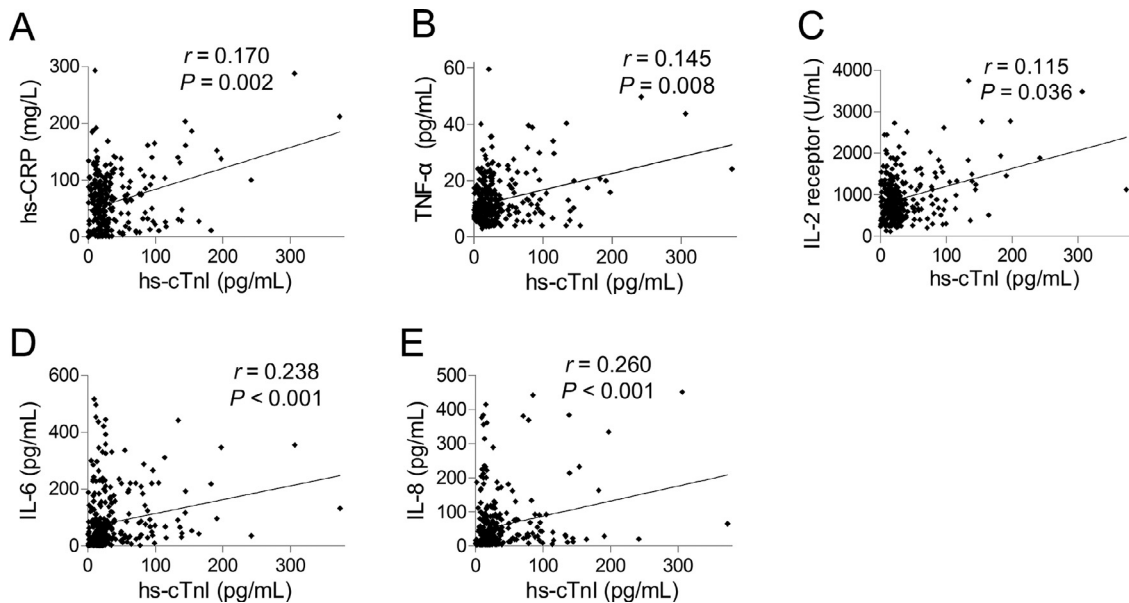 A
r = 0.170
P = 0.002
hs-CRP (mg/L)
300
200
100
0
0 100 200 300
hs-cTnI (pg/mL)
B
r = 0.145
P = 0.008
TNF-α (pg/mL)
60
40
20
0
0 100 200 300
hs-cTnI (pg/mL)
C
r = 0.115
P = 0.036
IL-2 receptor (U/mL)
4000
3000
2000
1000
0
0 100 200 300
hs-cTnI (pg/mL)
D
r = 0.238
P < 0.001
IL-6 (pg/mL)
600
400
200
0
0 100 200 300
hs-cTnI (pg/mL)
E
r = 0.260
P < 0.001
IL-8 (pg/mL)
500
400
300
200
100
0
0 100 200 300
hs-cTnI (pg/mL)